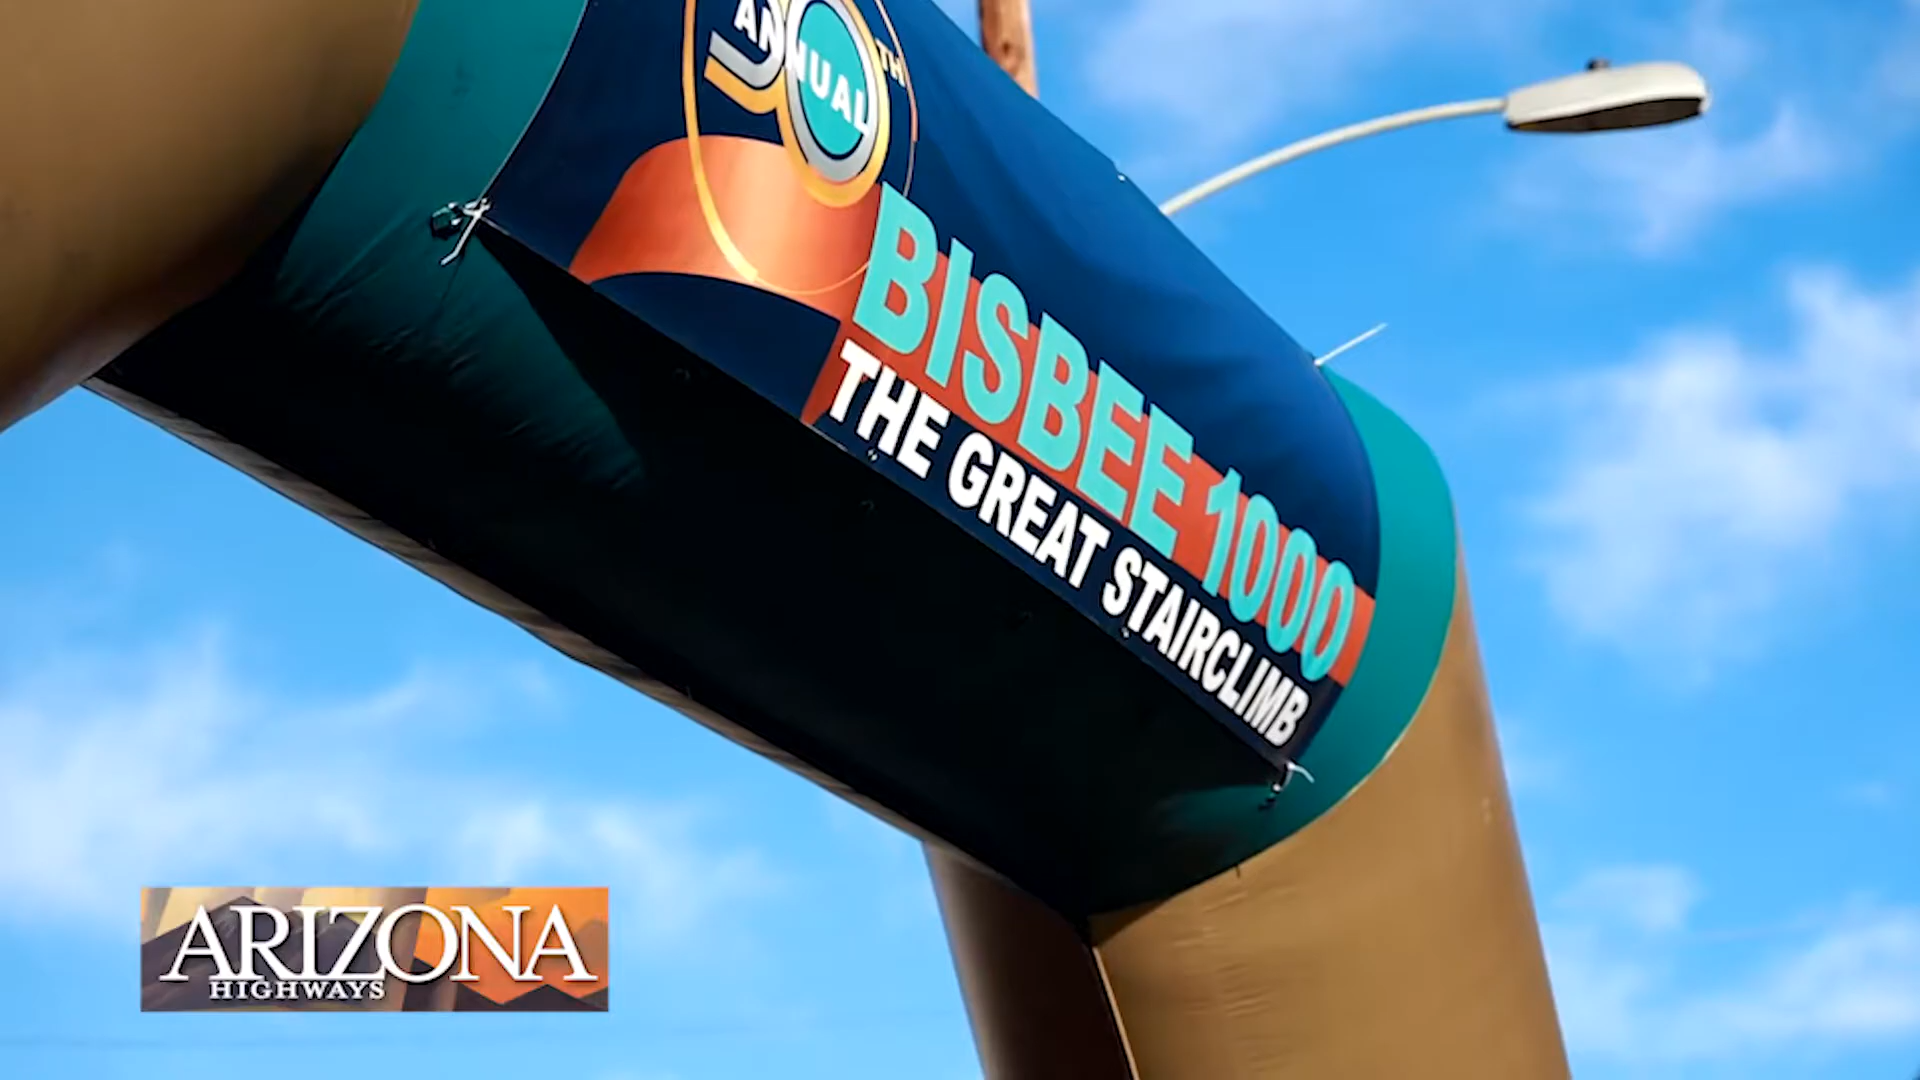 ANNUAL
TH
BISBEE 1000
THE GREAT STAIRCLIMB
ARIZONA
HIGHWAYS